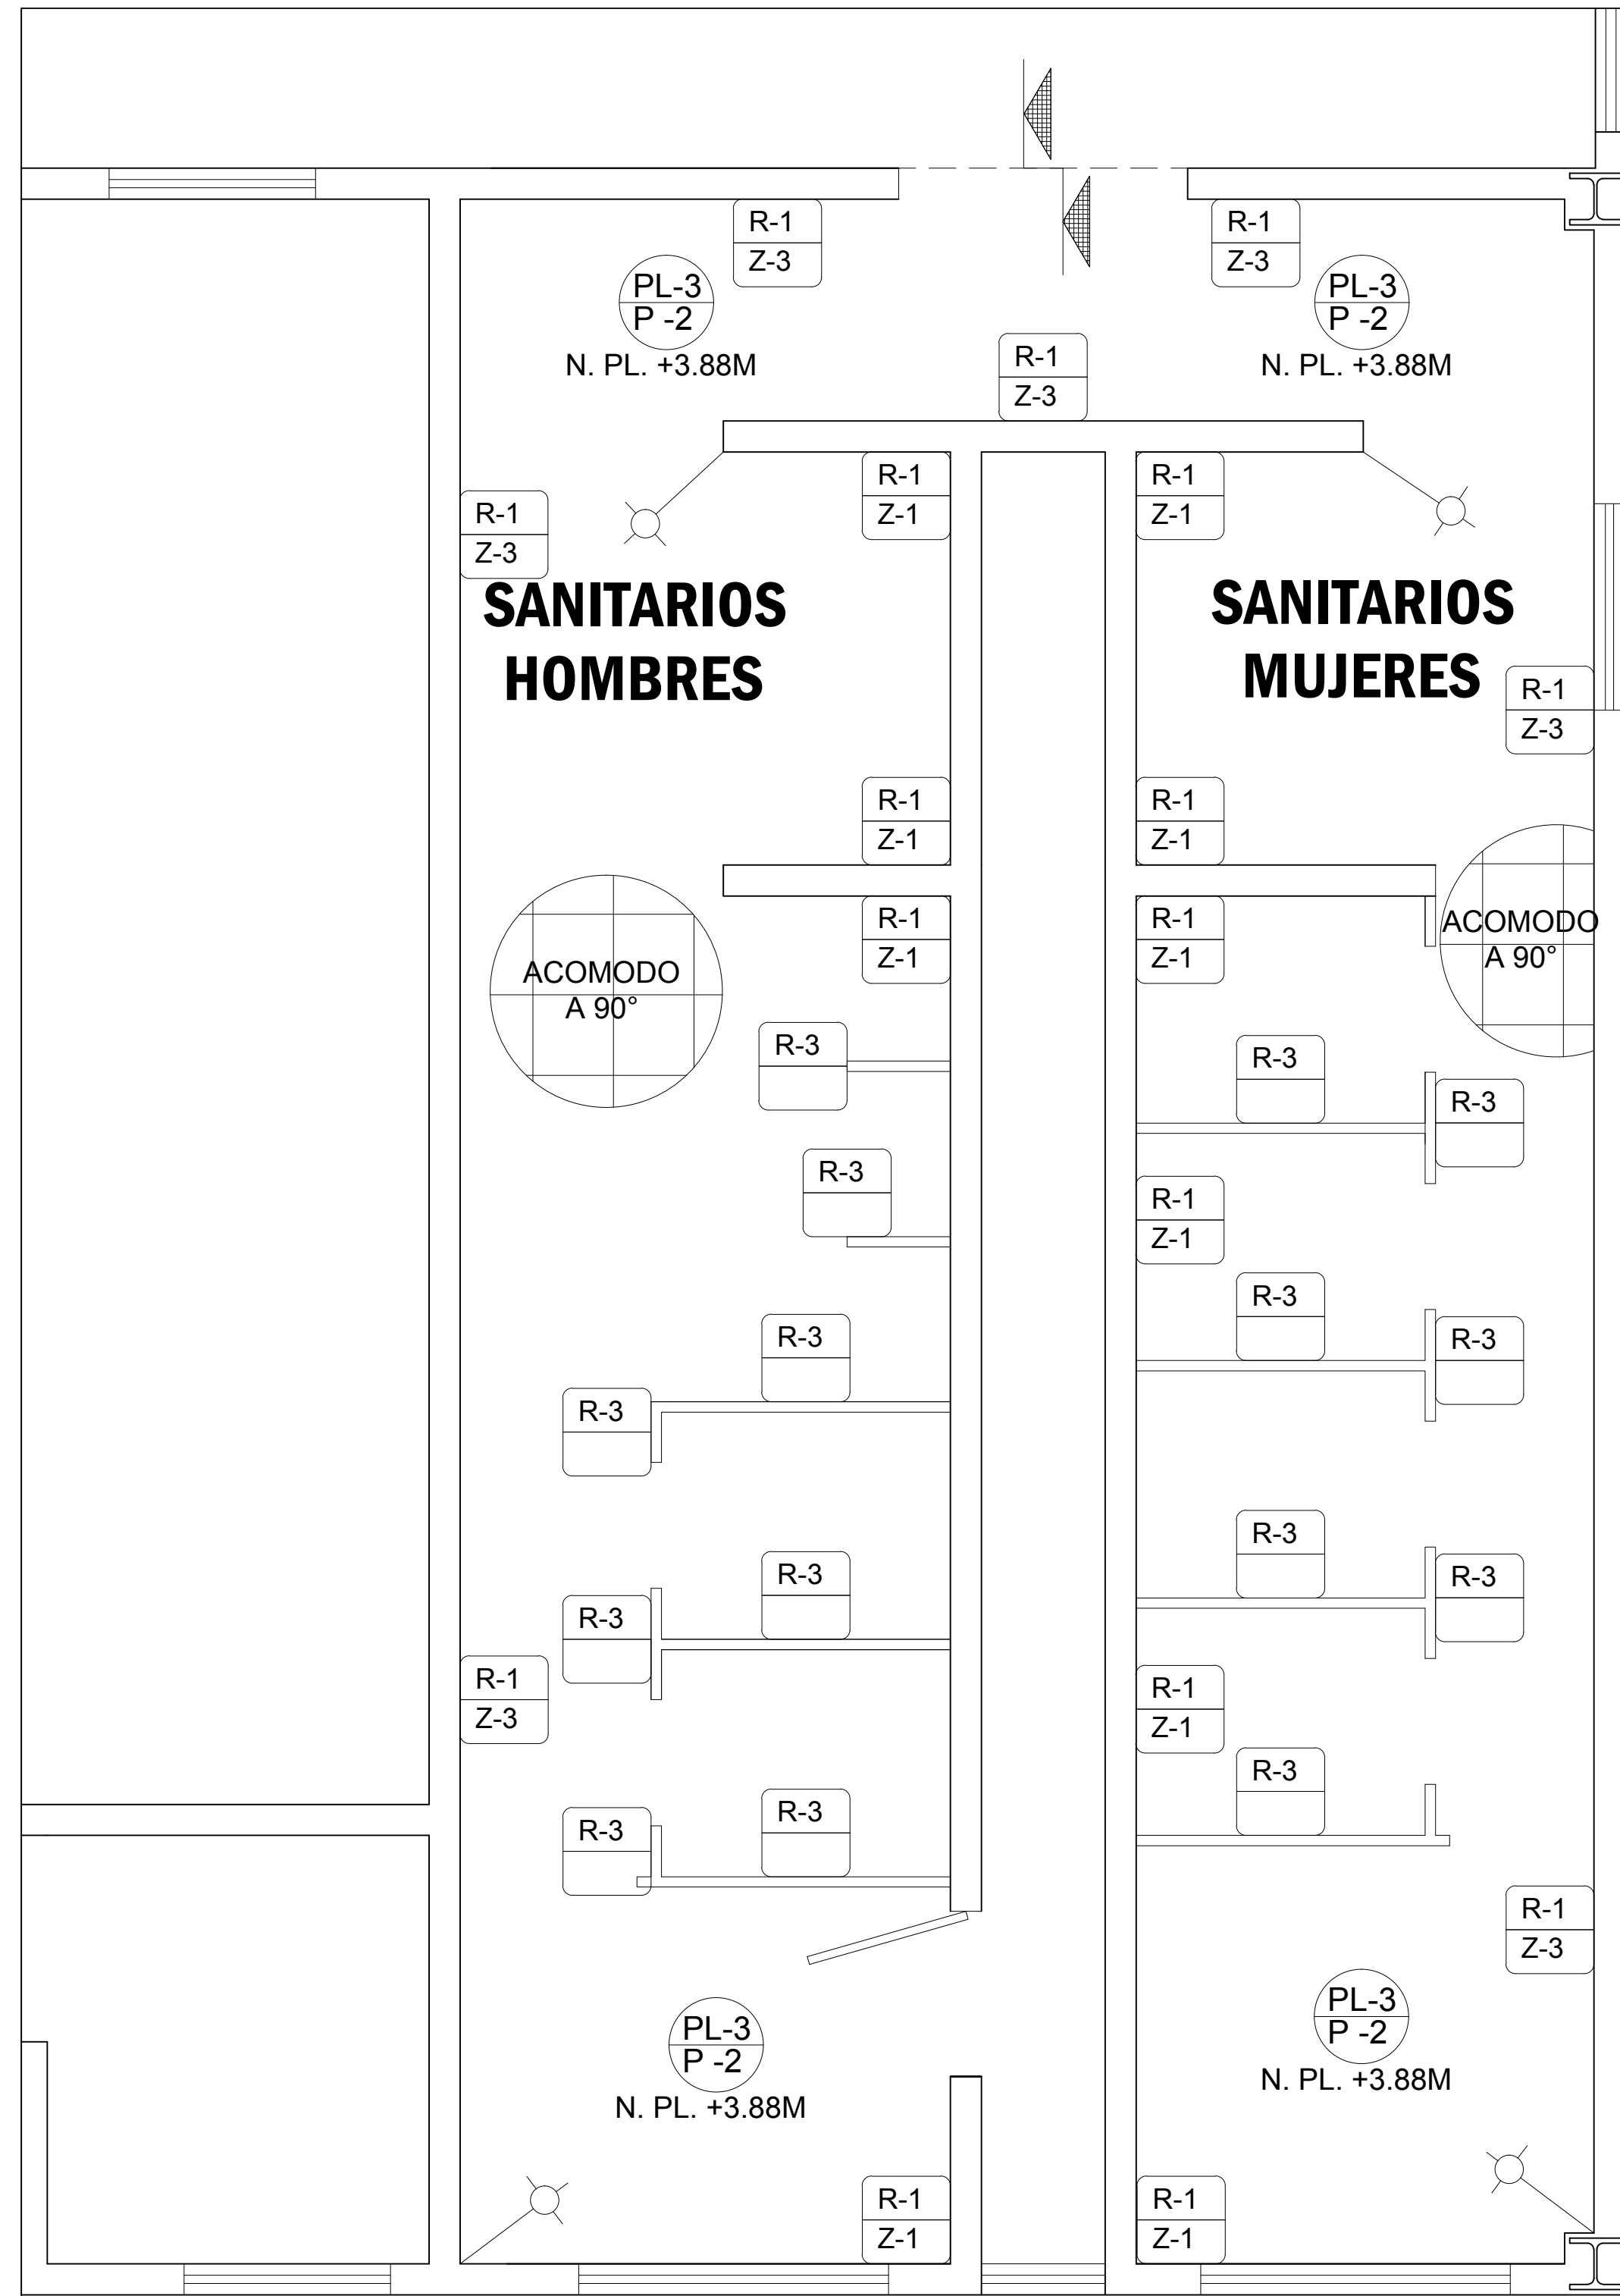 R-1
Z-3
R-1
Z-3
PL-3
P -2
N. PL. +3.88M
PL-3
P -2
N. PL. +3.88M
R-1
Z-3
R-1
Z-1
R-1
Z-1
R-1
Z-3
SANITARIOS
HOMBRES
SANITARIOS
MUJERES
R-1
Z-3
R-1
Z-1
R-1
Z-1
ACOMODO
A 90°
R-1
Z-1
R-1
Z-1
ACOMODO
A 90°
R-3
R-3
R-3
R-3
R-1
Z-1
R-3
R-3
R-3
R-3
R-3
R-3
R-3
R-3
R-1
Z-3
R-1
Z-1
R-3
R-3
R-3
R-1
Z-3
PL-3
P -2
N. PL. +3.88M
PL-3
P -2
N. PL. +3.88M
R-1
Z-1
R-1
Z-1